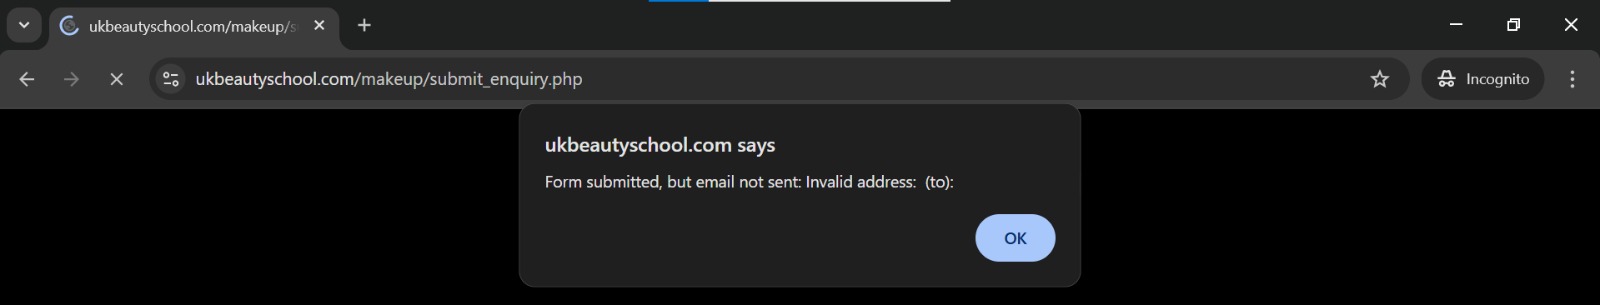 ukbeautyschool.com/makeup/s
ukbeautyschool.com/makeup/submit_enquiry.php
Incognito
ukbeautyschool.com says
Form submitted, but email not sent: Invalid address:  (to):
OK